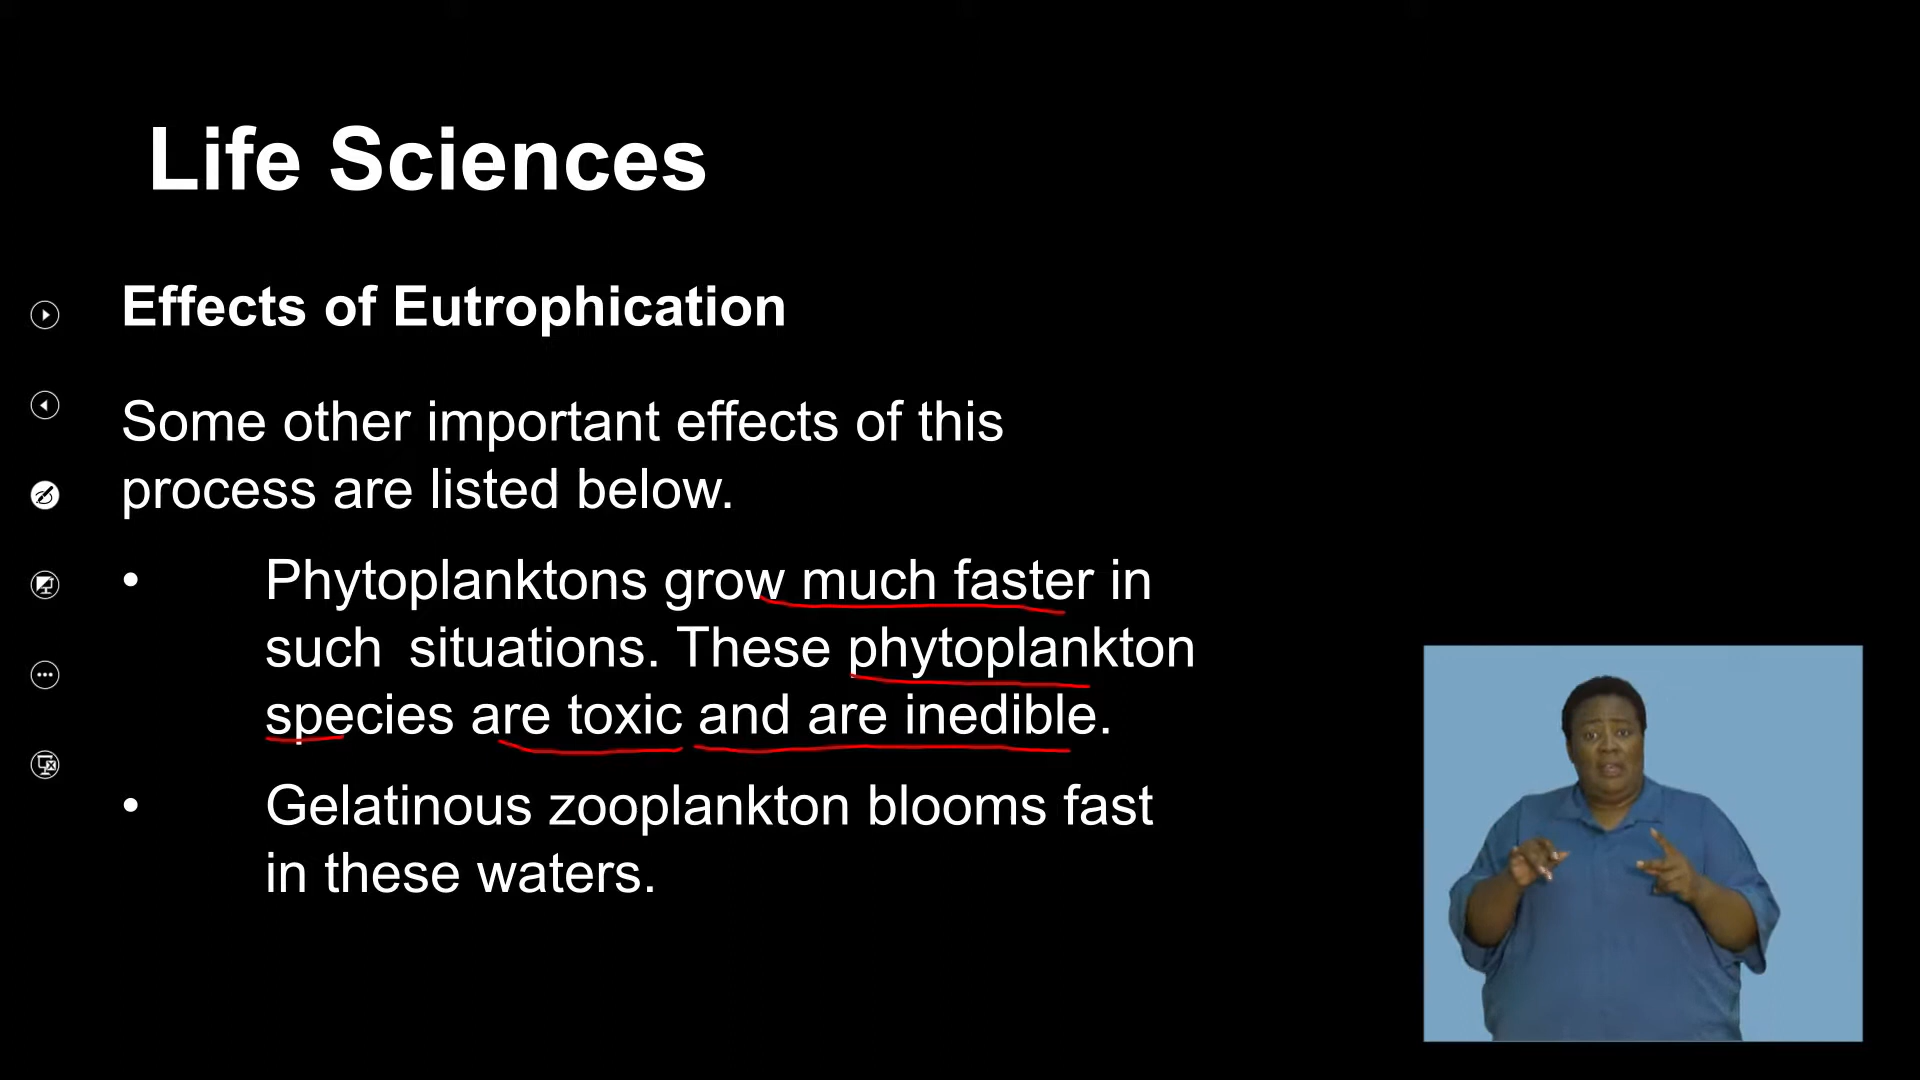 Life Sciences
Effects of Eutrophication
Some other important effects of this
process are listed below.
• Phytoplanktons grow much faster in
such situations. These phytoplankton
species are toxic and are inedible.
• Gelatinous zooplankton blooms fast
in these waters.